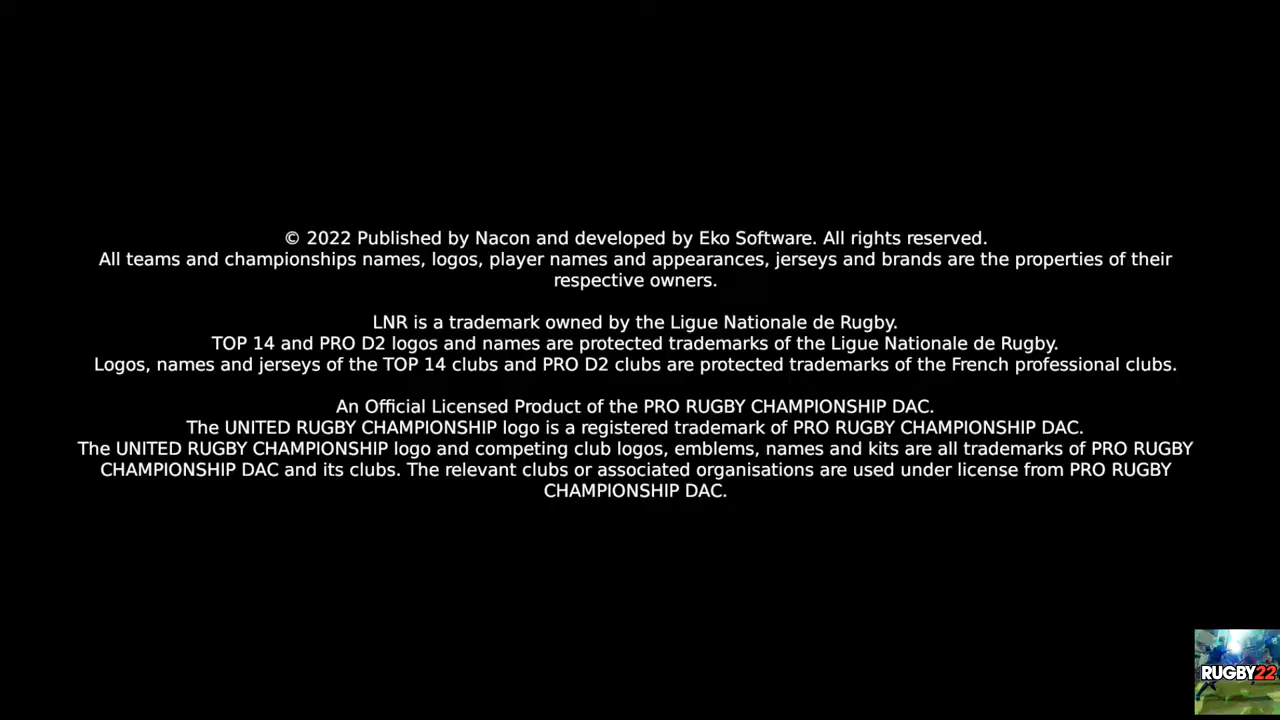 © 2022 Published by Nacon and developed by Eko Software. All rights reserved.
All teams and championships names, logos, player names and appearances, jerseys and brands are the properties of their
respective owners.
LNR is a trademark owned by the Ligue Nationale de Rugby.
TOP 14 and PRO D2 logos and names are protected trademarks of the Ligue Nationale de Rugby.
Logos, names and jerseys of the TOP 14 clubs and PRO D2 clubs are protected trademarks of the French professional clubs.
An Official Licensed Product of the PRO RUGBY CHAMPIONSHIP DAC.
The UNITED RUGBY CHAMPIONSHIP logo is a registered trademark of PRO RUGBY CHAMPIONSHIP DAC.
The UNITED RUGBY CHAMPIONSHIP logo and competing club logos, emblems, names and kits are all trademarks of PRO RUGBY
CHAMPIONSHIP DAC and its clubs. The relevant clubs or associated organisations are used under license from PRO RUGBY
CHAMPIONSHIP DAC.
RUGBY22